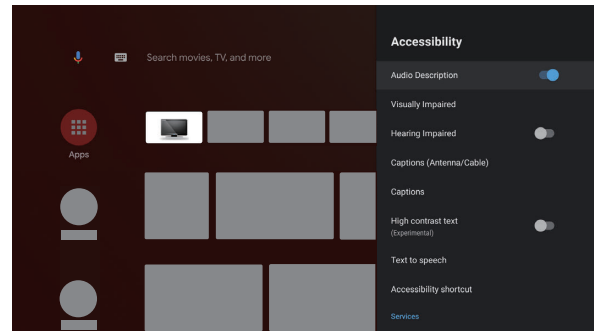 Search movies, TV, and more
Apps
Accessibility
Audio Description
Visually Impaired
Hearing Impaired
Captions (Antenna/Cable)
Captions
High contrast text
(Experimental)
Text to speech
Accessibility shortcut
Services